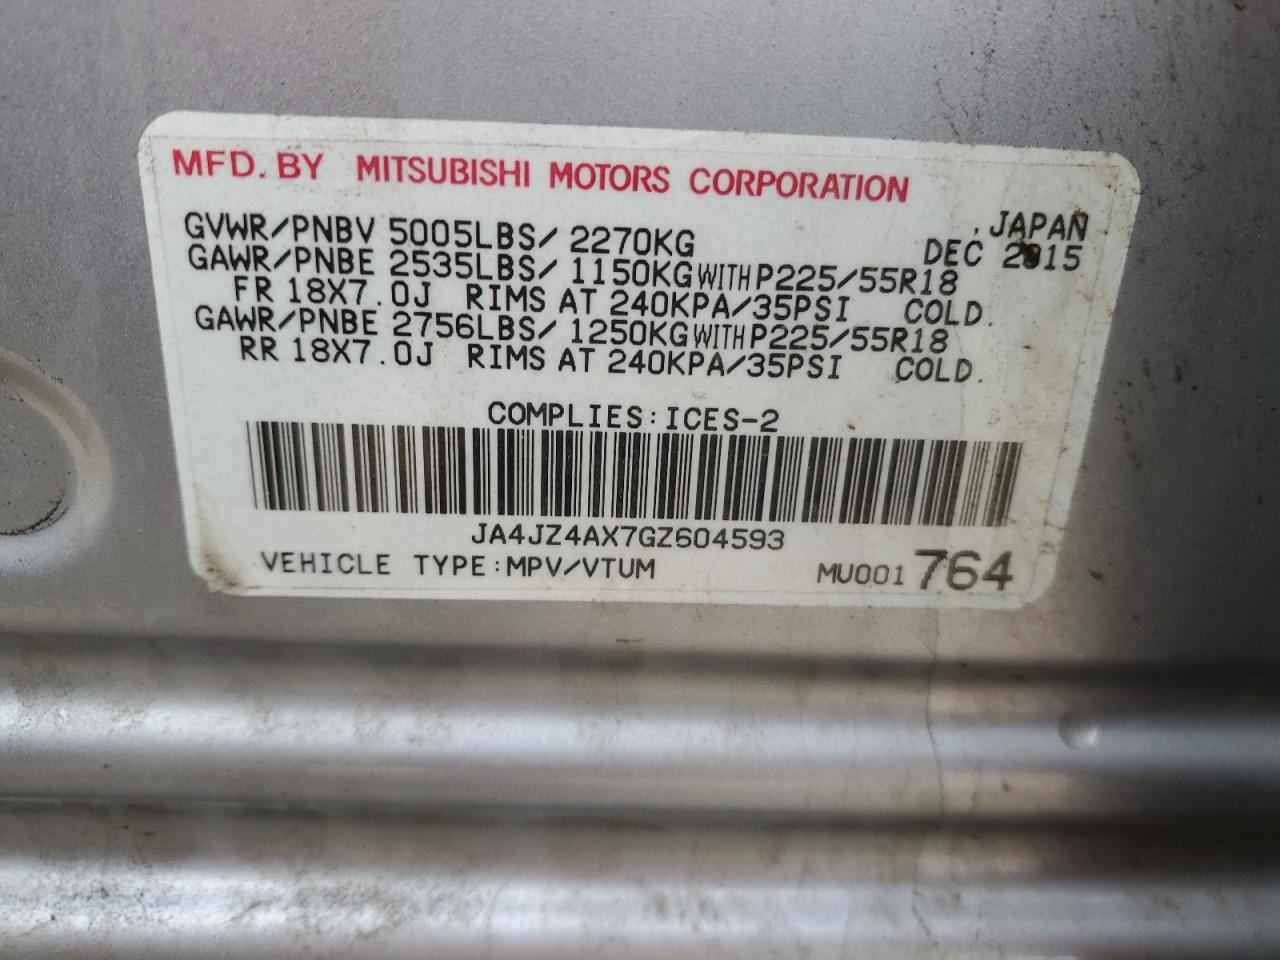 MFD. BY MITSUBISHI MOTORS CORPORATION
GVWR/PNBV 5005LBS/ 2270KG , JAPAN
GAWR/PNBE 2535LBS/ 1150KG WITH P225/55R18 DEC 2015
FR 18X7.0J RIMS AT 240KPA/35PSI COLD.
GAWR/PNBE 2756LBS/ 1250KG WITH P225/55R18
RR 18X7.0J RIMS AT 240KPA/35PSI COLD.
COMPLIES:ICES-2
JA4JZ4AX7GZ604593
VEHICLE TYPE:MPV/VTUM MU001 764